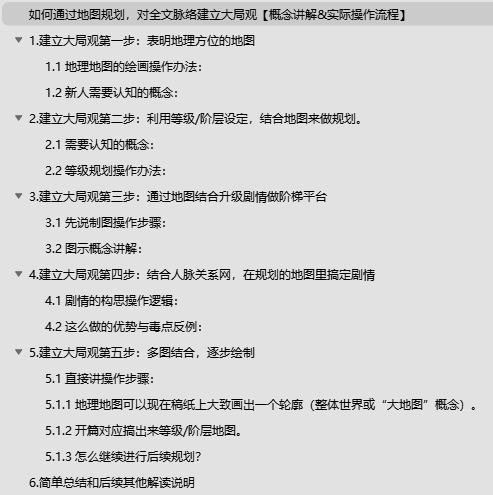 如何通过地图规划，对全文脉络建立大局观【概念讲解&实际操作流程】
1.建立大局观第一步：表明地理方位的地图
1.1 地理地图的绘画操作办法：
1.2 新人需要认知的概念：
2.建立大局观第二步：利用等级/阶层设定，结合地图来做规划。
2.1 需要认知的概念：
2.2 等级规划操作办法：
3.建立大局观第三步：通过地图结合升级剧情做阶梯平台
3.1 先说制图操作步骤：
3.2 图示概念讲解：
4.建立大局观第四步：结合人脉关系网，在规划的地图里搞定剧情
4.1 剧情的构思操作逻辑：
4.2 这么做的优势与毒点反例：
5.建立大局观第五步：多图结合，逐步绘制
5.1 直接讲操作步骤：
5.1.1 地理地图可以现在稿纸上大致画出一个轮廓（整体世界或“大地图”概念）。
5.1.2 开篇对应搞出来等级/阶层地图。
5.1.3 怎么继续进行后续规划？
6.简单总结和后续其他解读说明